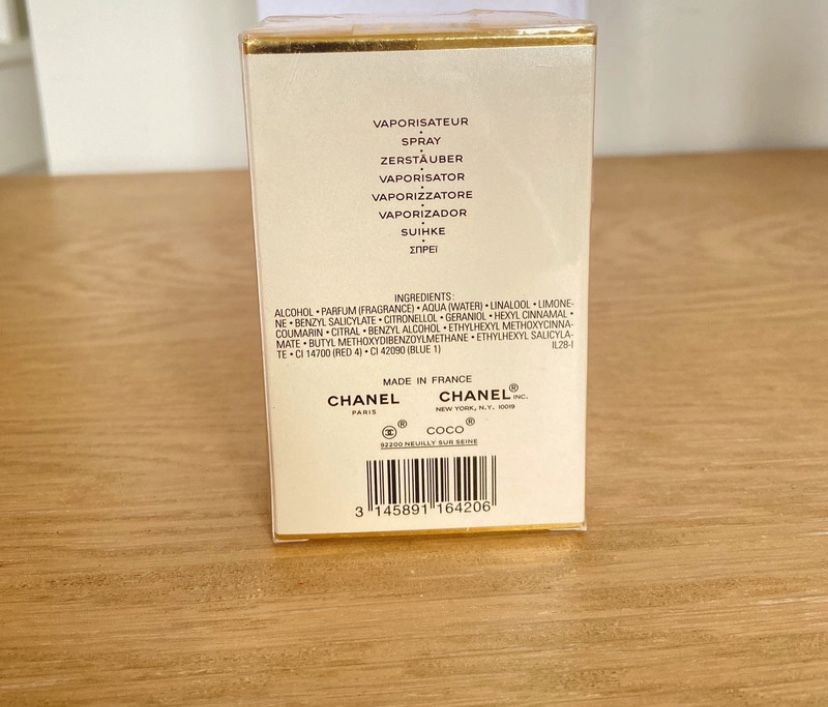 VAPORISATEUR
SPRAY
ZERSTÄUBER
VAPORISATOR
VAPORIZZATORE
VAPORIZADOR
SUIHKE
ΣΠΡΕΪ
INGREDIENTS:
ALCOHOL • PARFUM (FRAGRANCE) • AQUA (WATER) • LINALOOL • LIMONE-
NE • BENZYL SALICYLATE • CITRONELLOL • GERANIOL • HEXYL CINNAMAL •
COUMARIN • CITRAL • BENZYL ALCOHOL • ETHYLHEXYL METHOXYCINNA-
MATE • BUTYL METHOXYDIBENZOYLMETHANE • ETHYLHEXYL SALICYLA-
TE • CI 14700 (RED 4) • CI 42090 (BLUE 1) IL28-I
MADE IN FRANCE
CHANEL CHANEL® INC.
PARIS NEW YORK, N.Y. 10019
® COCO®
92200 NEUILLY SUR SEINE
3 145891 164206